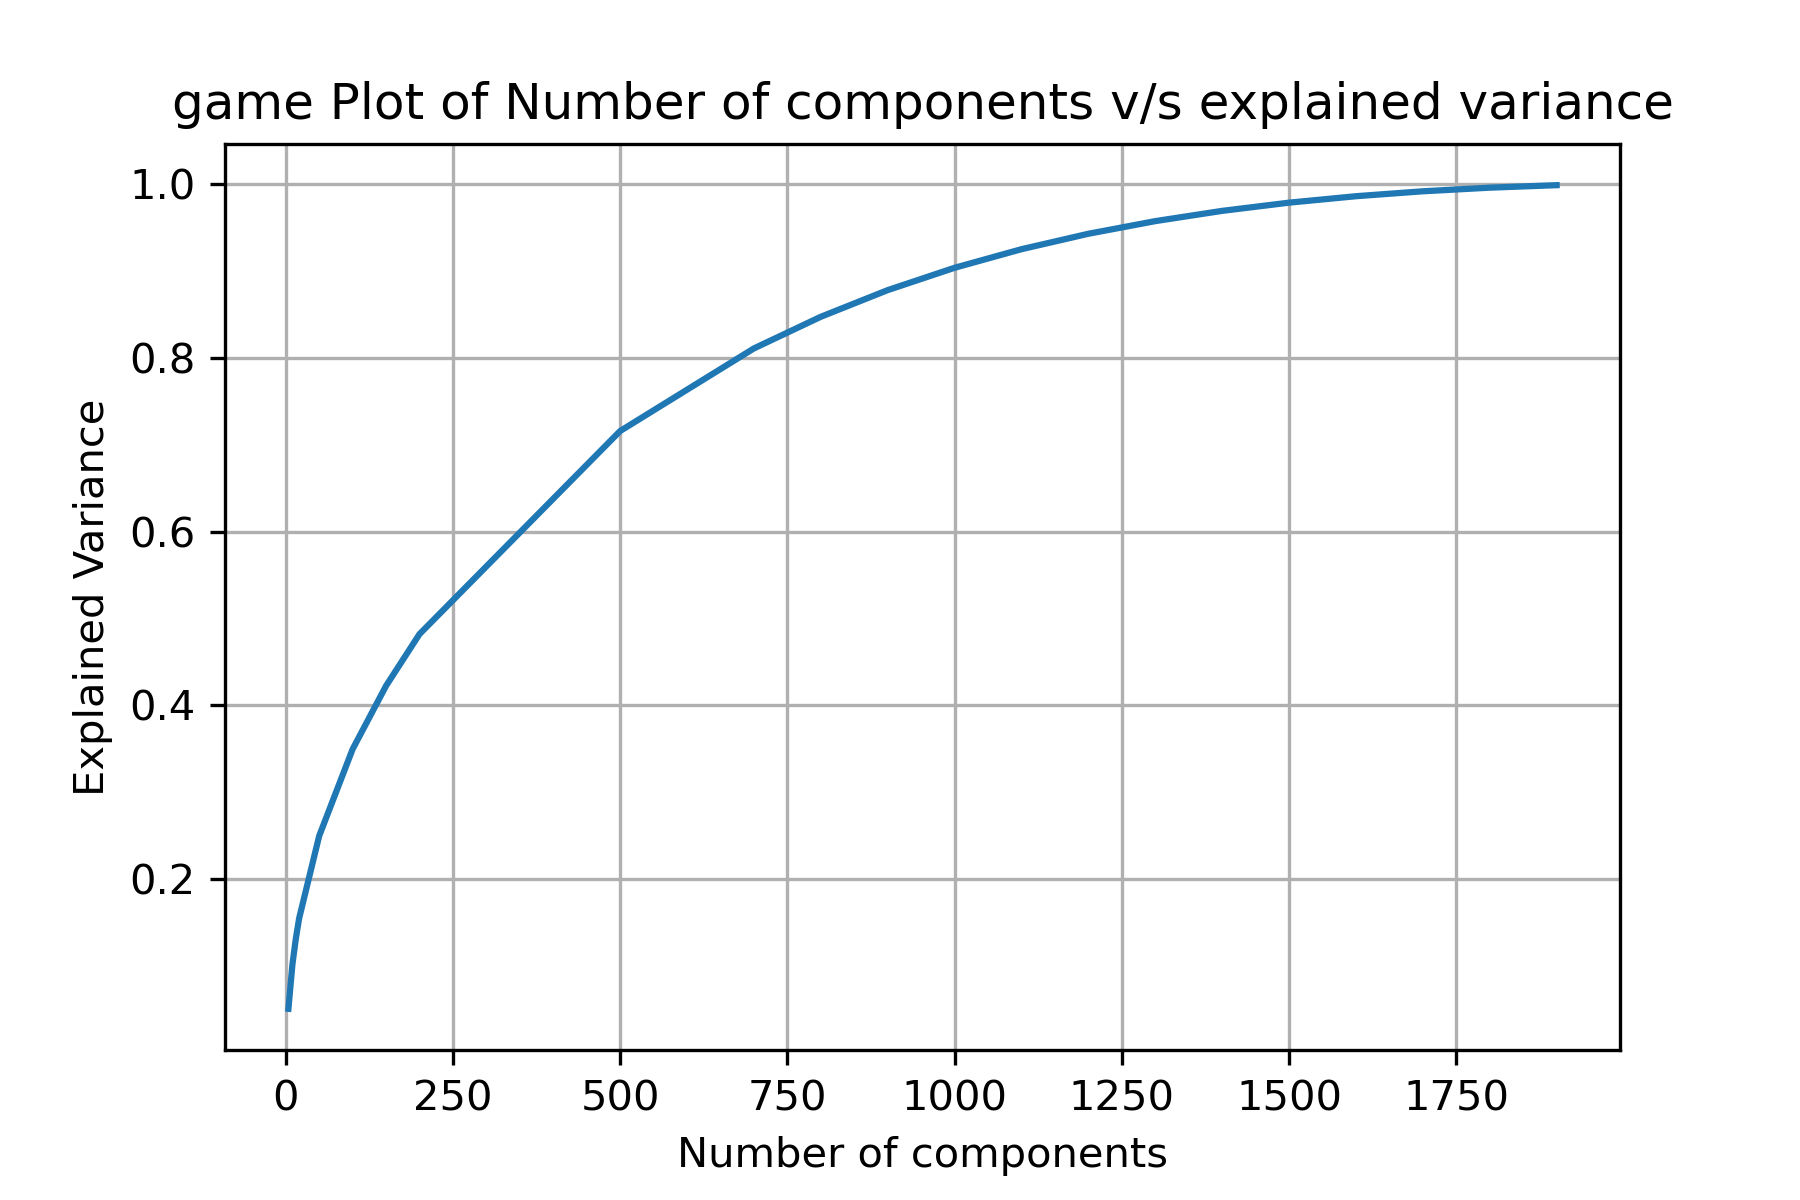 game Plot of Number of components v/s explained variance
1.0
0.8
0.6
0.4
0.2
Explained Variance
0 250 500 750 1000 1250 1500 1750
Number of components